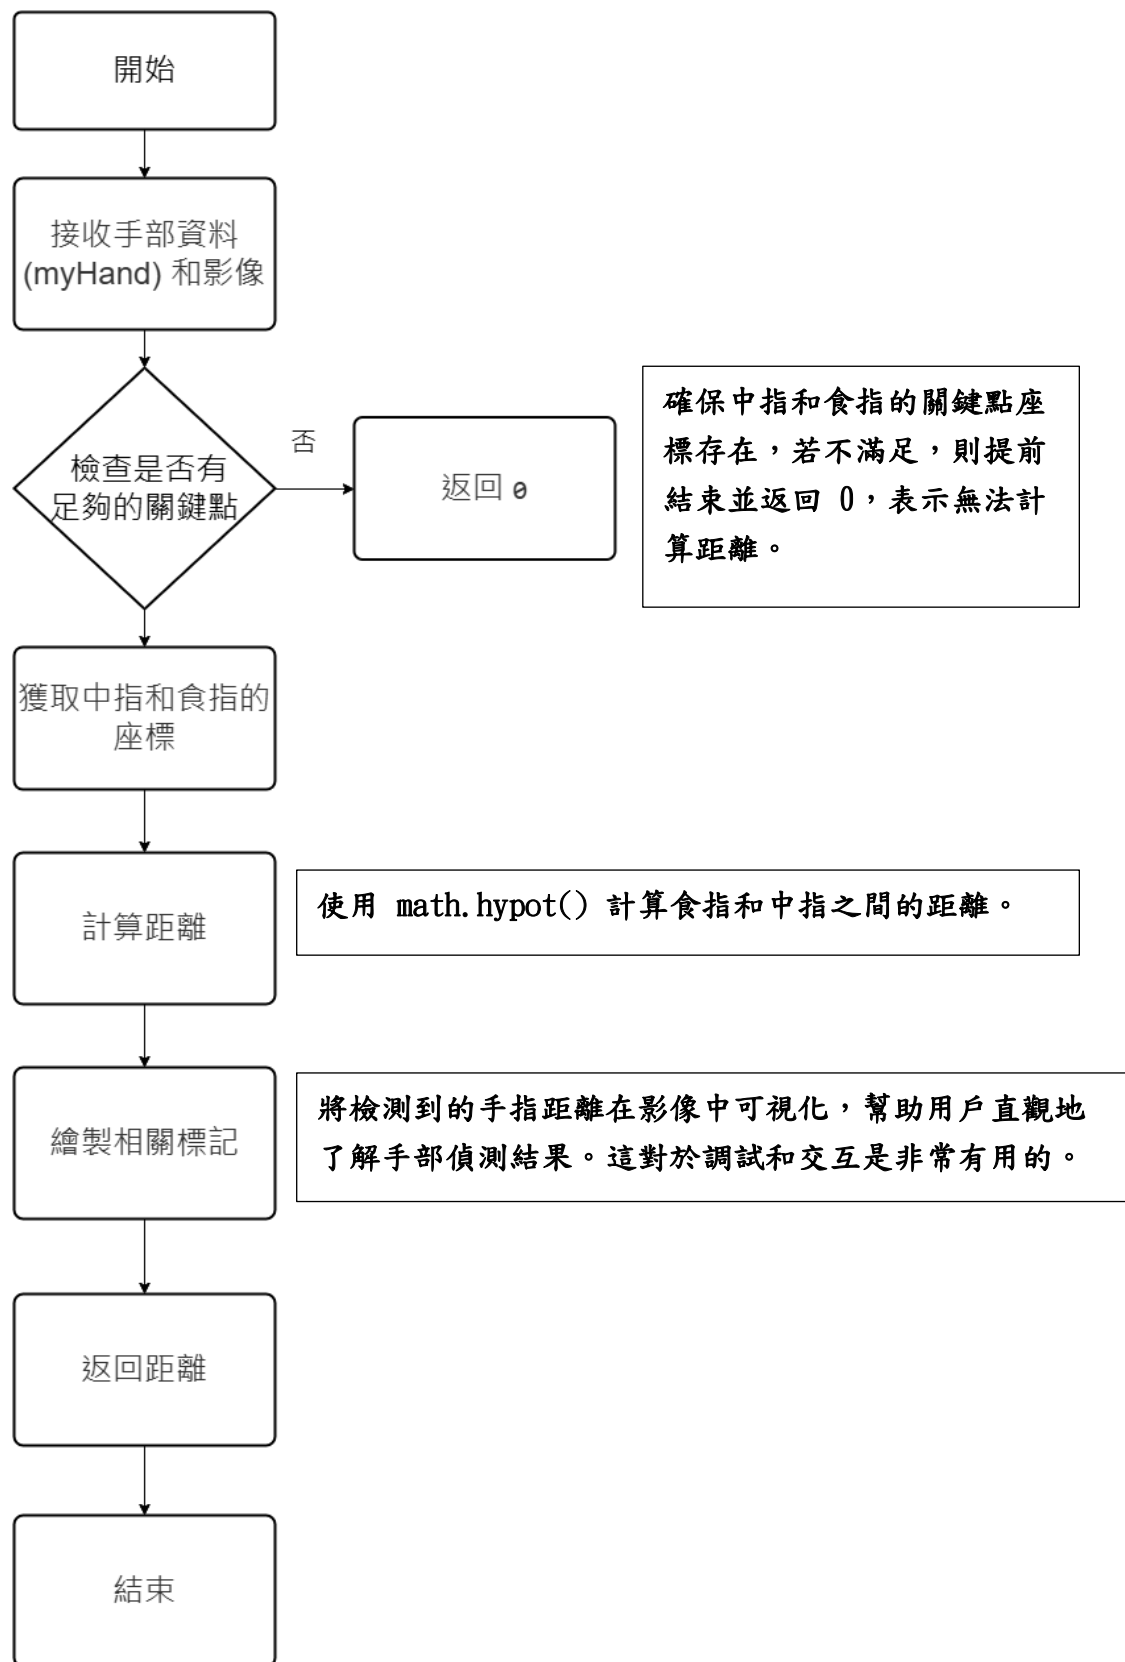 開始
接收手部資料
(myHand) 和影像
檢查是否有
足夠的關鍵點
否
返回 0
確保中指和食指的關鍵點座
標存在，若不滿足，則提前
結束並返回 0，表示無法計
算距離。
獲取中指和食指的
座標
計算距離
使用 math.hypot() 計算食指和中指之間的距離。
繪製相關標記
將檢測到的手指距離在影像中可視化，幫助用戶直觀地
了解手部偵測結果。這對於調試和交互是非常有用的。
返回距離
結束